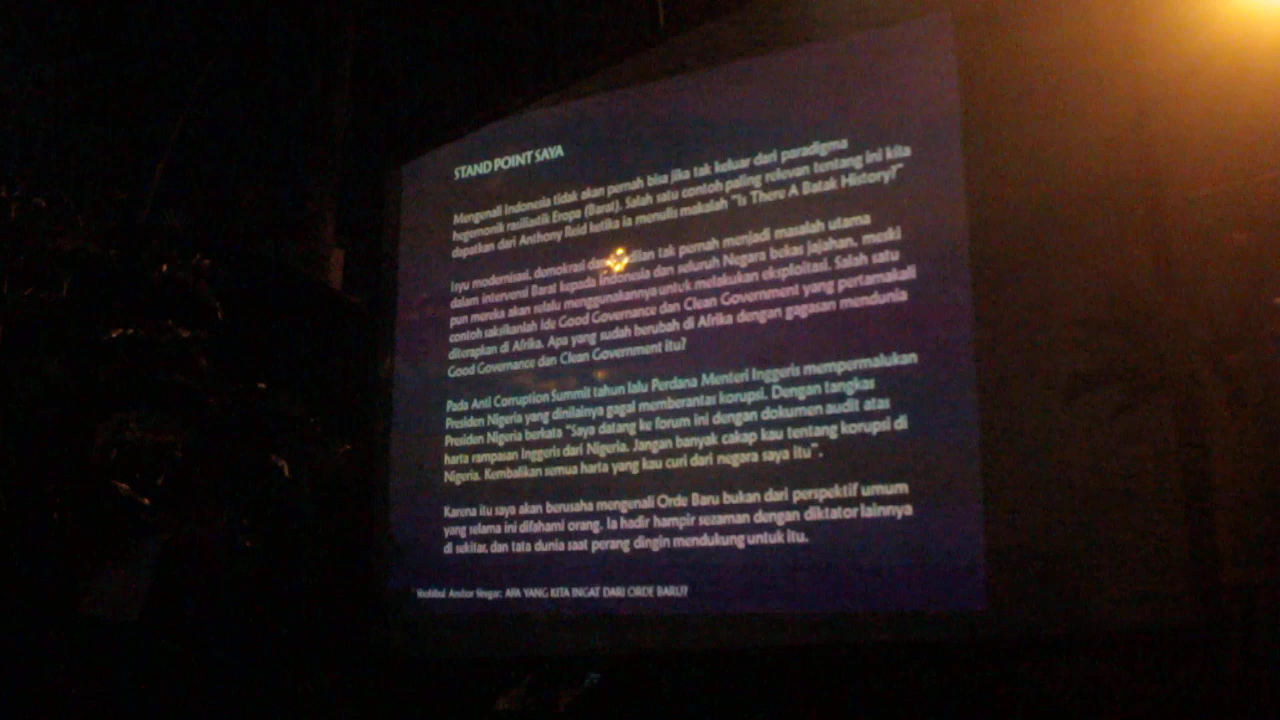 STAND POINT SAYA
Mengenali Indonesia tidak akan pernah bisa jika tak keluar dari paradigma
hegemonik rasilistik Eropa (Barat). Salah satu contoh paling relevan tentang ini kita
dapatkan dari Anthony Reid ketika ia menulis makalah "Is There A Batak History?"
Isyu modernisasi, demokrasi dan tak pernah menjadi masalah utama
dalam intervensi Barat kepada Indonesia dan seluruh Negara bekas jajahan, meski
pun mereka akan selalu menggunakannya untuk melakukan eksploitasi. Salah satu
contoh saksikanlah ide Good Governance dan Clean Government yang pertamakali
diterapkan di Afrika. Apa yang sudah berubah di Afrika dengan gagasan mendunia
Good Governance dan Clean Government itu?
Pada Anti Corruption Summit tahun lalu Perdana Menteri Inggeris mempermalukan
Presiden Nigeria yang dinilainya gagal memberantas korupsi. Dengan tangkas
Presiden Nigeria berkata "Saya datang ke forum ini dengan dokumen audit atas
harta rampasan Inggeris dari Nigeria. Jangan banyak cakap kau tentang korupsi di
Nigeria. Kembalikan semua harta yang kau curi dari negara saya itu".
Karena itu saya akan berusaha mengenali Orde Baru bukan dari perspektif umum
yang selama ini difahami orang. Ia hadir hampir sezaman dengan diktator lainnya
di sekitar, dan tata dunia saat perang dingin mendukung untuk itu.
Siregar: APA YANG KITA INGAT DARI ORDE BARU?